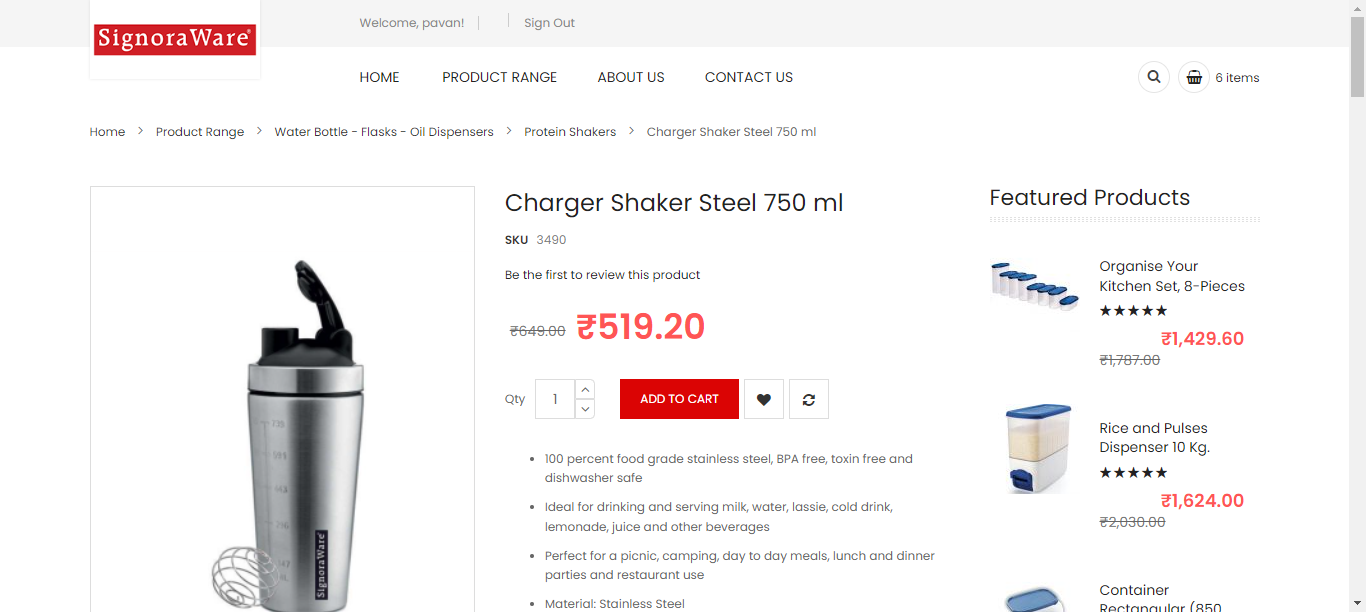 SignoraWare®
Welcome, pavan!
Sign Out
HOME
PRODUCT RANGE
ABOUT US
CONTACT US
6 items
Home > Product Range > Water Bottle - Flasks - Oil Dispensers > Protein Shakers > Charger Shaker Steel 750 ml
Charger Shaker Steel 750 ml
SKU 3490
Be the first to review this product
₹649.00 ₹519.20
Qty 1 ADD TO CART
• 100 percent food grade stainless steel, BPA free, toxin free and
dishwasher safe
• Ideal for drinking and serving milk, water, lassie, cold drink,
lemonade, juice and other beverages
• Perfect for a picnic, camping, day to day meals, lunch and dinner
parties and restaurant use
• Material: Stainless Steel
SignoraWare
Featured Products
Organise Your
Kitchen Set, 8-Pieces
★★★★★
₹1,429.60
₹1,787.00
Rice and Pulses
Dispenser 10 Kg.
★★★★★
₹1,624.00
₹2,030.00
Container
Rectangular (850